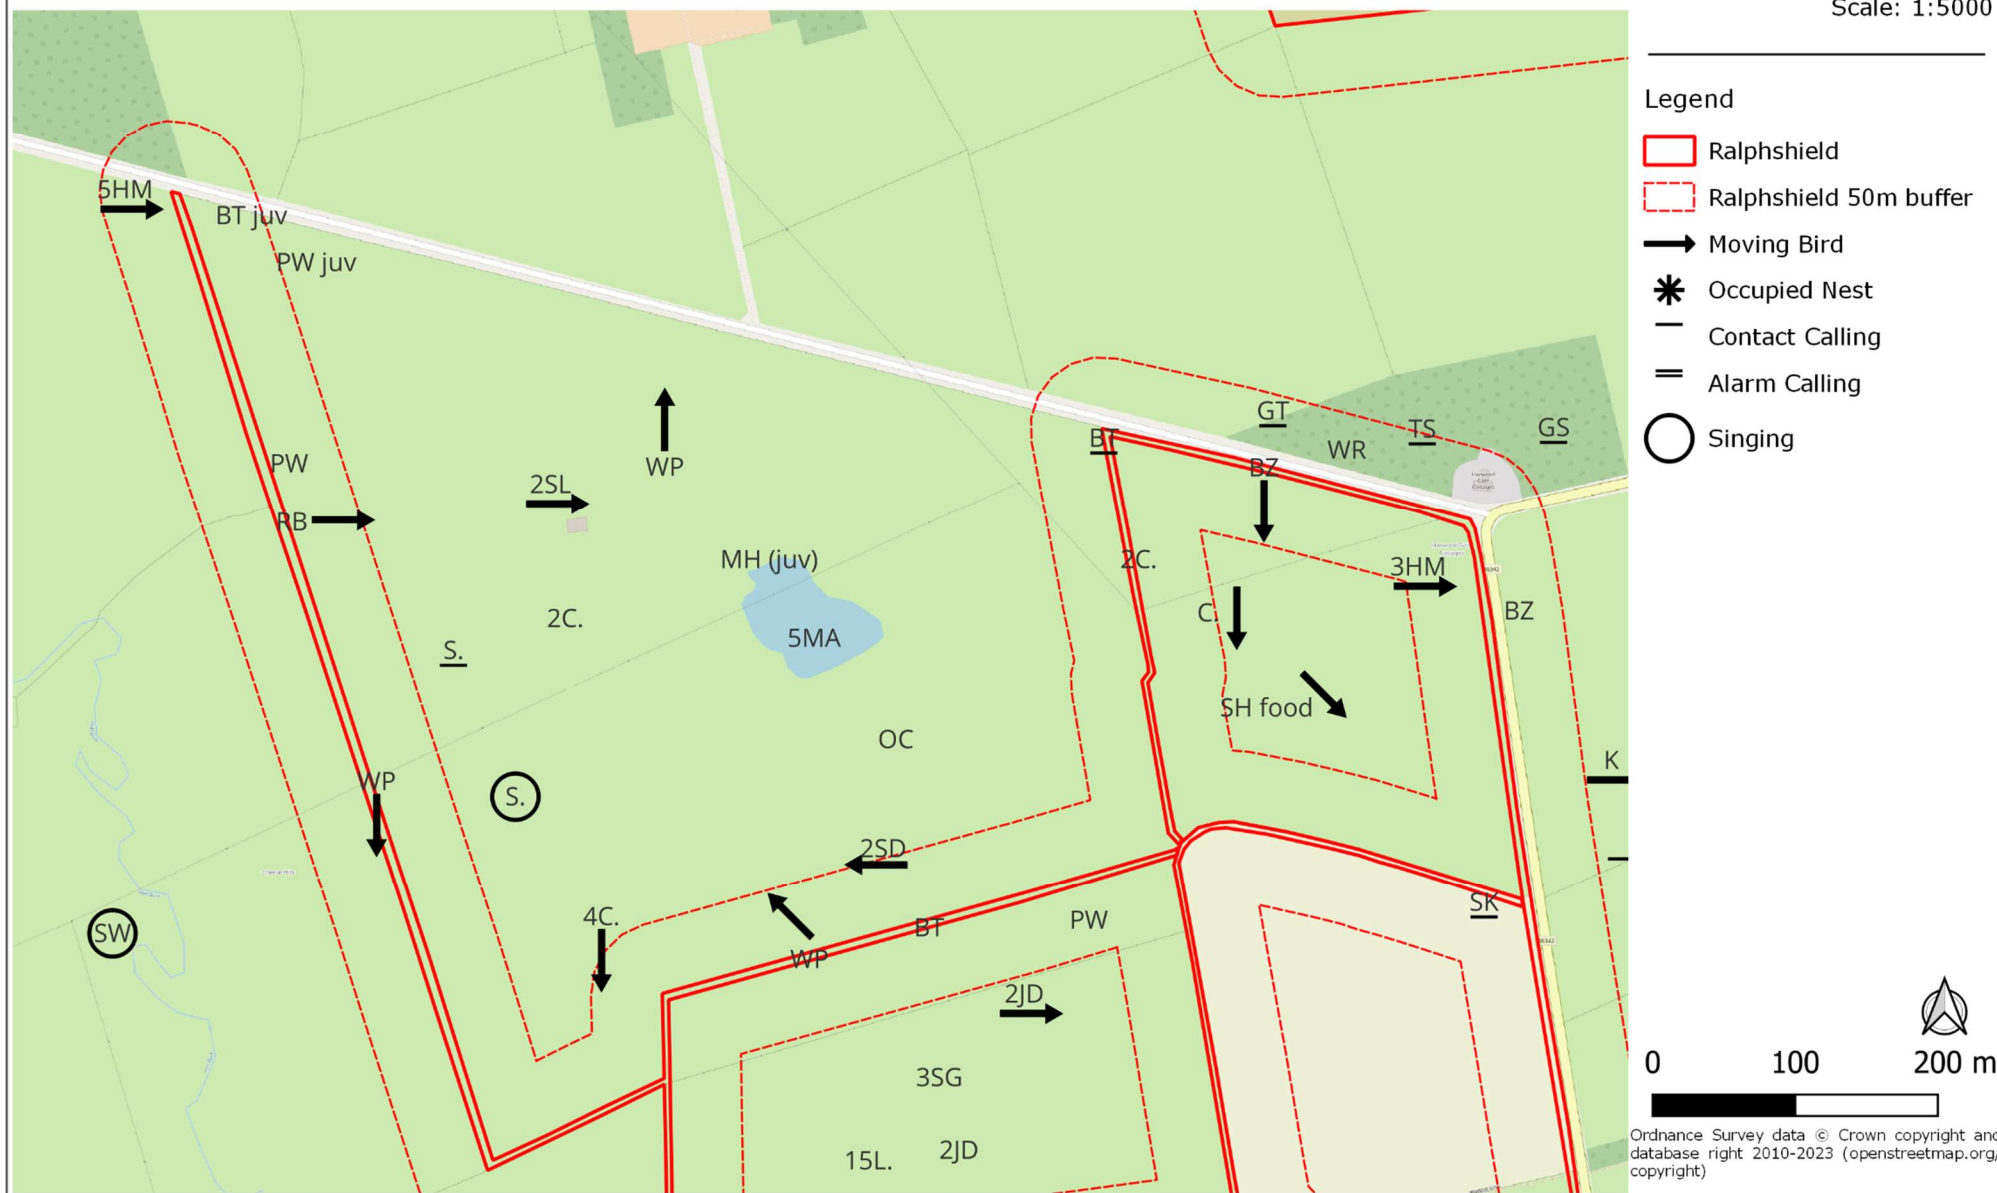 Scale: 1:5000
Legend
Ralphshield
Ralphshield 50m buffer
Moving Bird
Occupied Nest
Contact Calling
Alarm Calling
Singing
5HM
BT juv
PW juv
GT
TS
GS
BT
WR
PW
WP
BZ
2SL
RB
MH (juv)
2C.
3HM
2C.
C.
BZ
5MA
S.
SH food
OC
K
WP
S.
2SD
SK
4C.
PW
BT
SW
WP
2JD
3SG
2JD
15L.
B6342
B6342
0 100 200 m
Ordnance Survey data © Crown copyright and
database right 2010-2023 (openstreetmap.org/
copyright)